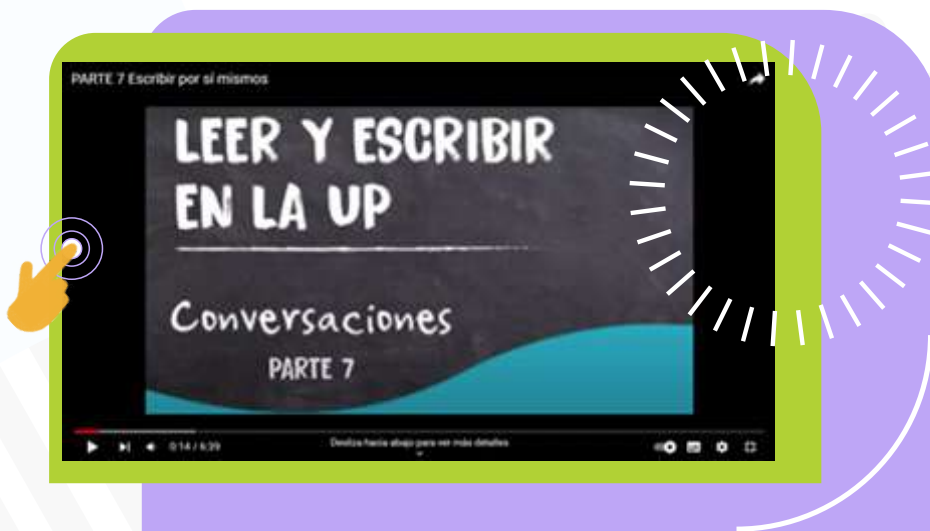 PARTE 7 Escribir por sí mismos
LEER Y ESCRIBIR
EN LA UP
Conversaciones
PARTE 7
0:14 / 6:39
Desliza hacia abajo para ver más detalles